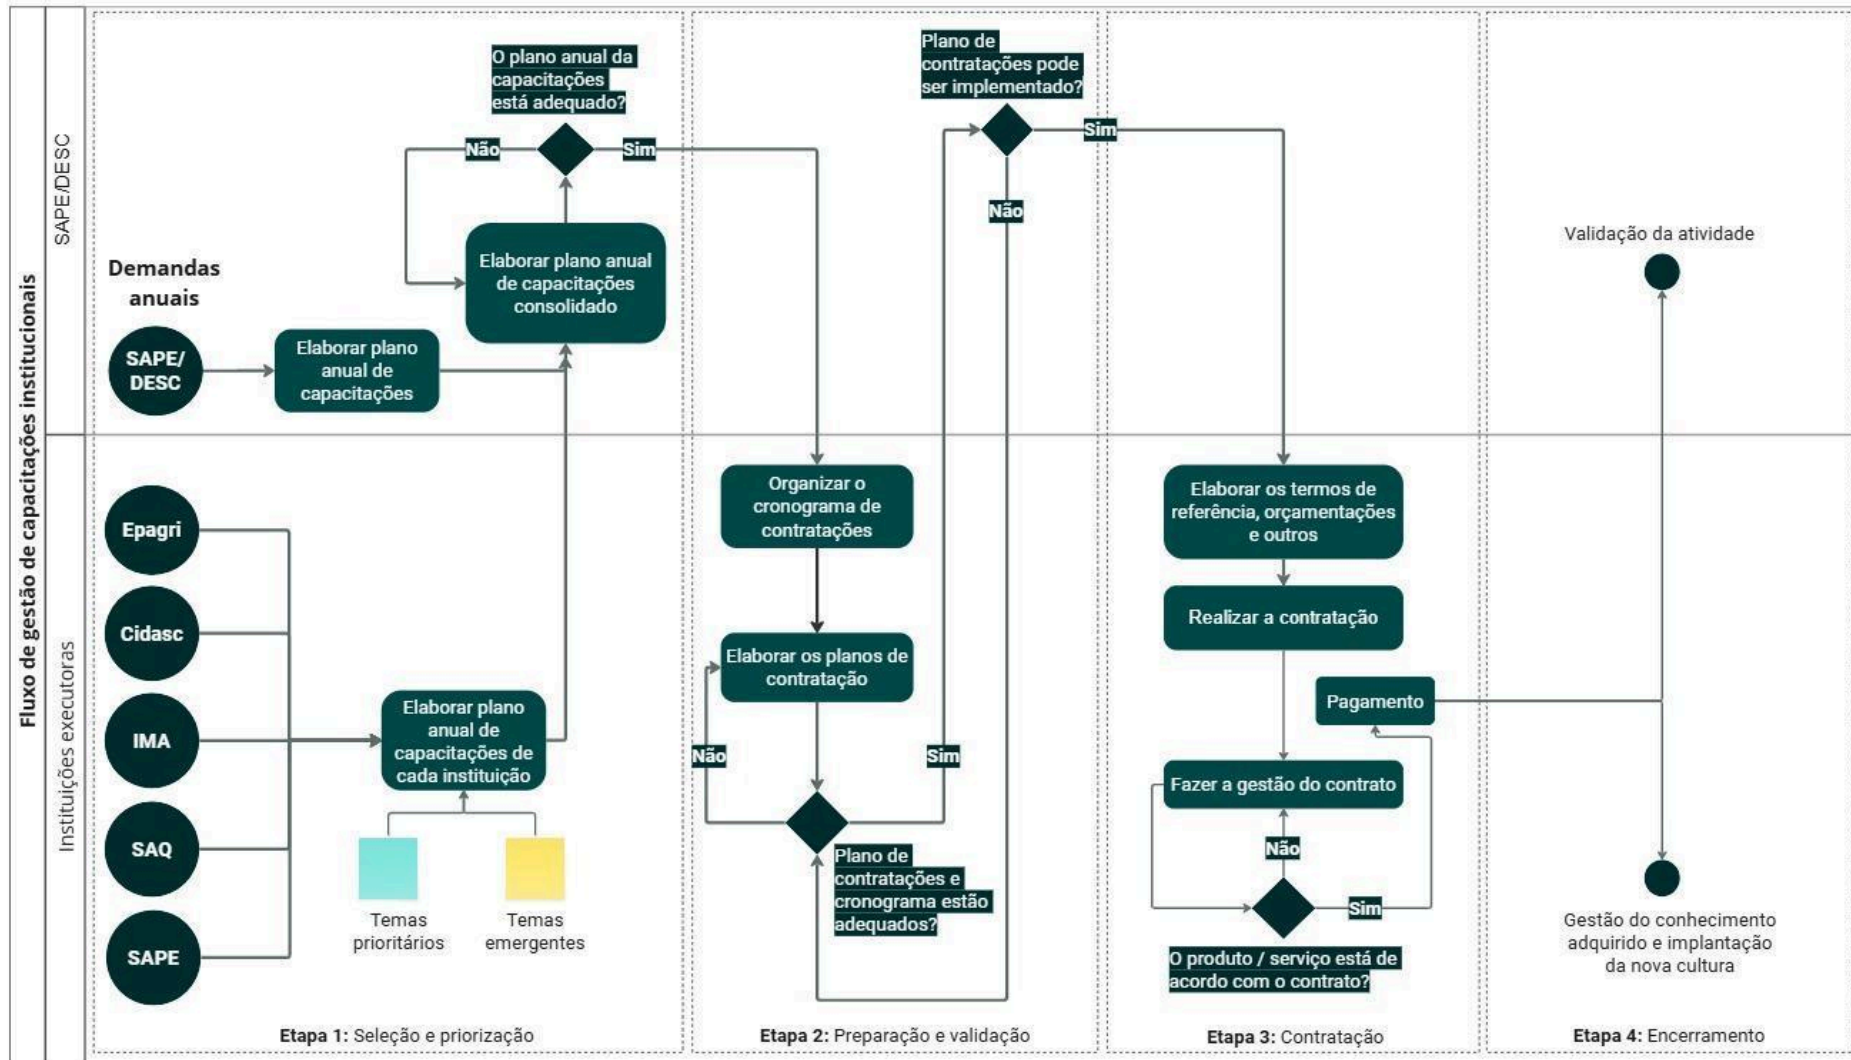 Fluxo de gestão de capacitações institucionais
SAPE/DESC
Instituições executoras
Demandas
anuais
SAPE/
DESC
Elaborar plano
anual de
capacitações
O plano anual da
capacitações
está adequado?
Não
Sim
Elaborar plano anual
de capacitações
consolidado
Epagri
Cidasc
IMA
SAQ
SAPE
Elaborar plano
anual de
capacitações de
cada instituição
Temas
prioritários
Temas
emergentes
Etapa 1: Seleção e priorização
Plano de
contratações pode
ser implementado?
Sim
Não
Organizar o
cronograma de
contratações
Elaborar os planos de
contratação
Não
Sim
Plano de
contratações e
cronograma estão
adequados?
Etapa 2: Preparação e validação
Elaborar os termos de
referência, orçamentações
e outros
Realizar a contratação
Pagamento
Fazer a gestão do contrato
Não
Sim
O produto / serviço está de
acordo com o contrato?
Etapa 3: Contratação
Validação da atividade
Gestão do conhecimento
adquirido e implantação
da nova cultura
Etapa 4: Encerramento